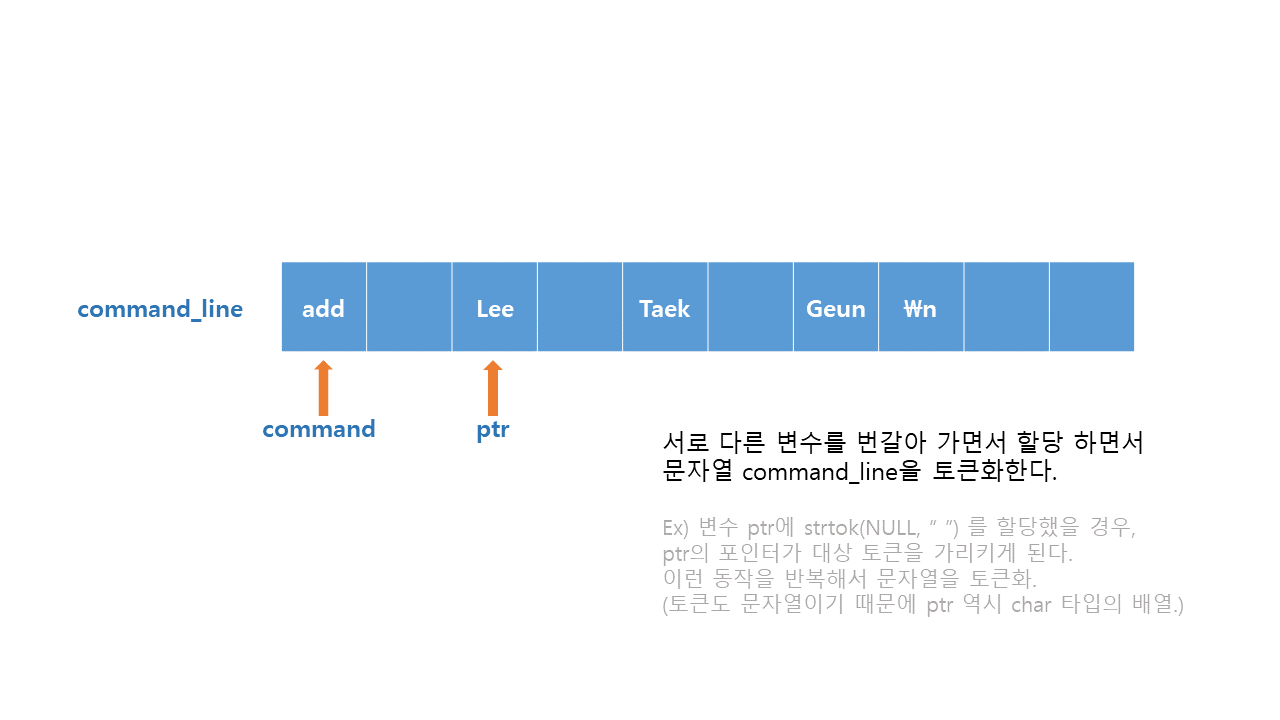 command_line
add
Lee
Taek
Geun
₩n
command
ptr
서로 다른 변수를 번갈아 가면서 할당 하면서
문자열 command_line을 토큰화한다.
Ex) 변수 ptr에 strtok(NULL, “ ”) 를 할당했을 경우,
ptr의 포인터가 대상 토큰을 가리키게 된다.
이런 동작을 반복해서 문자열을 토큰화.
(토큰도 문자열이기 때문에 ptr 역시 char 타입의 배열.)